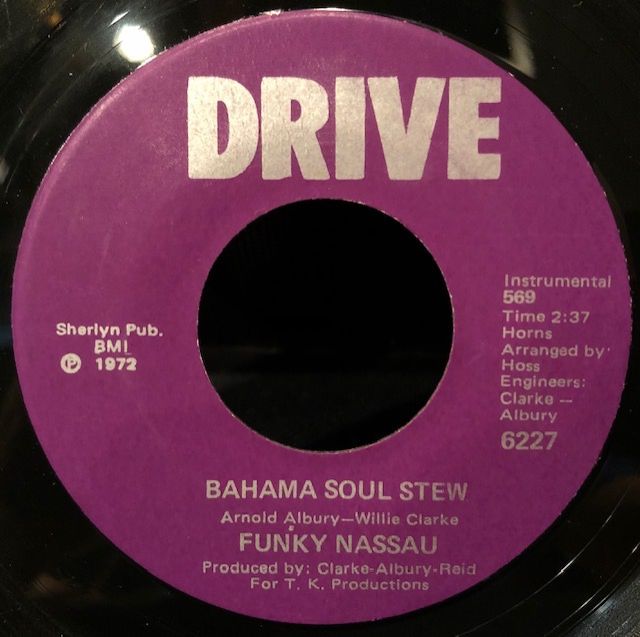 DRIVE
Sherlyn Pub.
BMI
Ⓟ 1972
Instrumental
569
Time 2:37
Horns
Arranged by
Hoss
Engineers:
Clarke —
Albury
6227
BAHAMA SOUL STEW
Arnold Albury—Willie Clarke
FUNKY NASSAU
Produced by: Clarke-Albury-Reid
For T. K. Productions